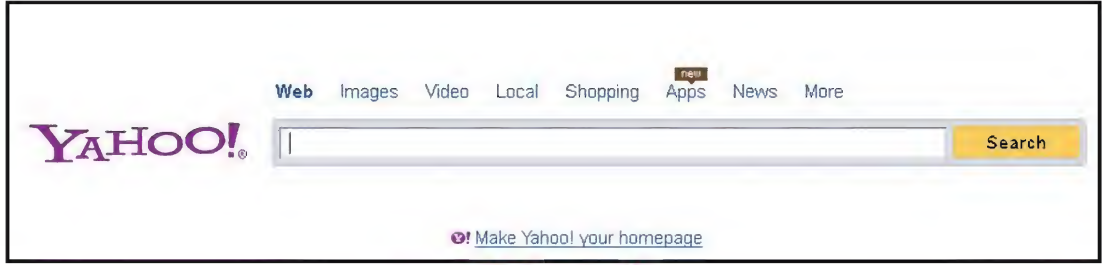 new
Web Images Video Local Shopping Apps News More
YAHOO!® Search
Y! Make Yahoo! your homepage